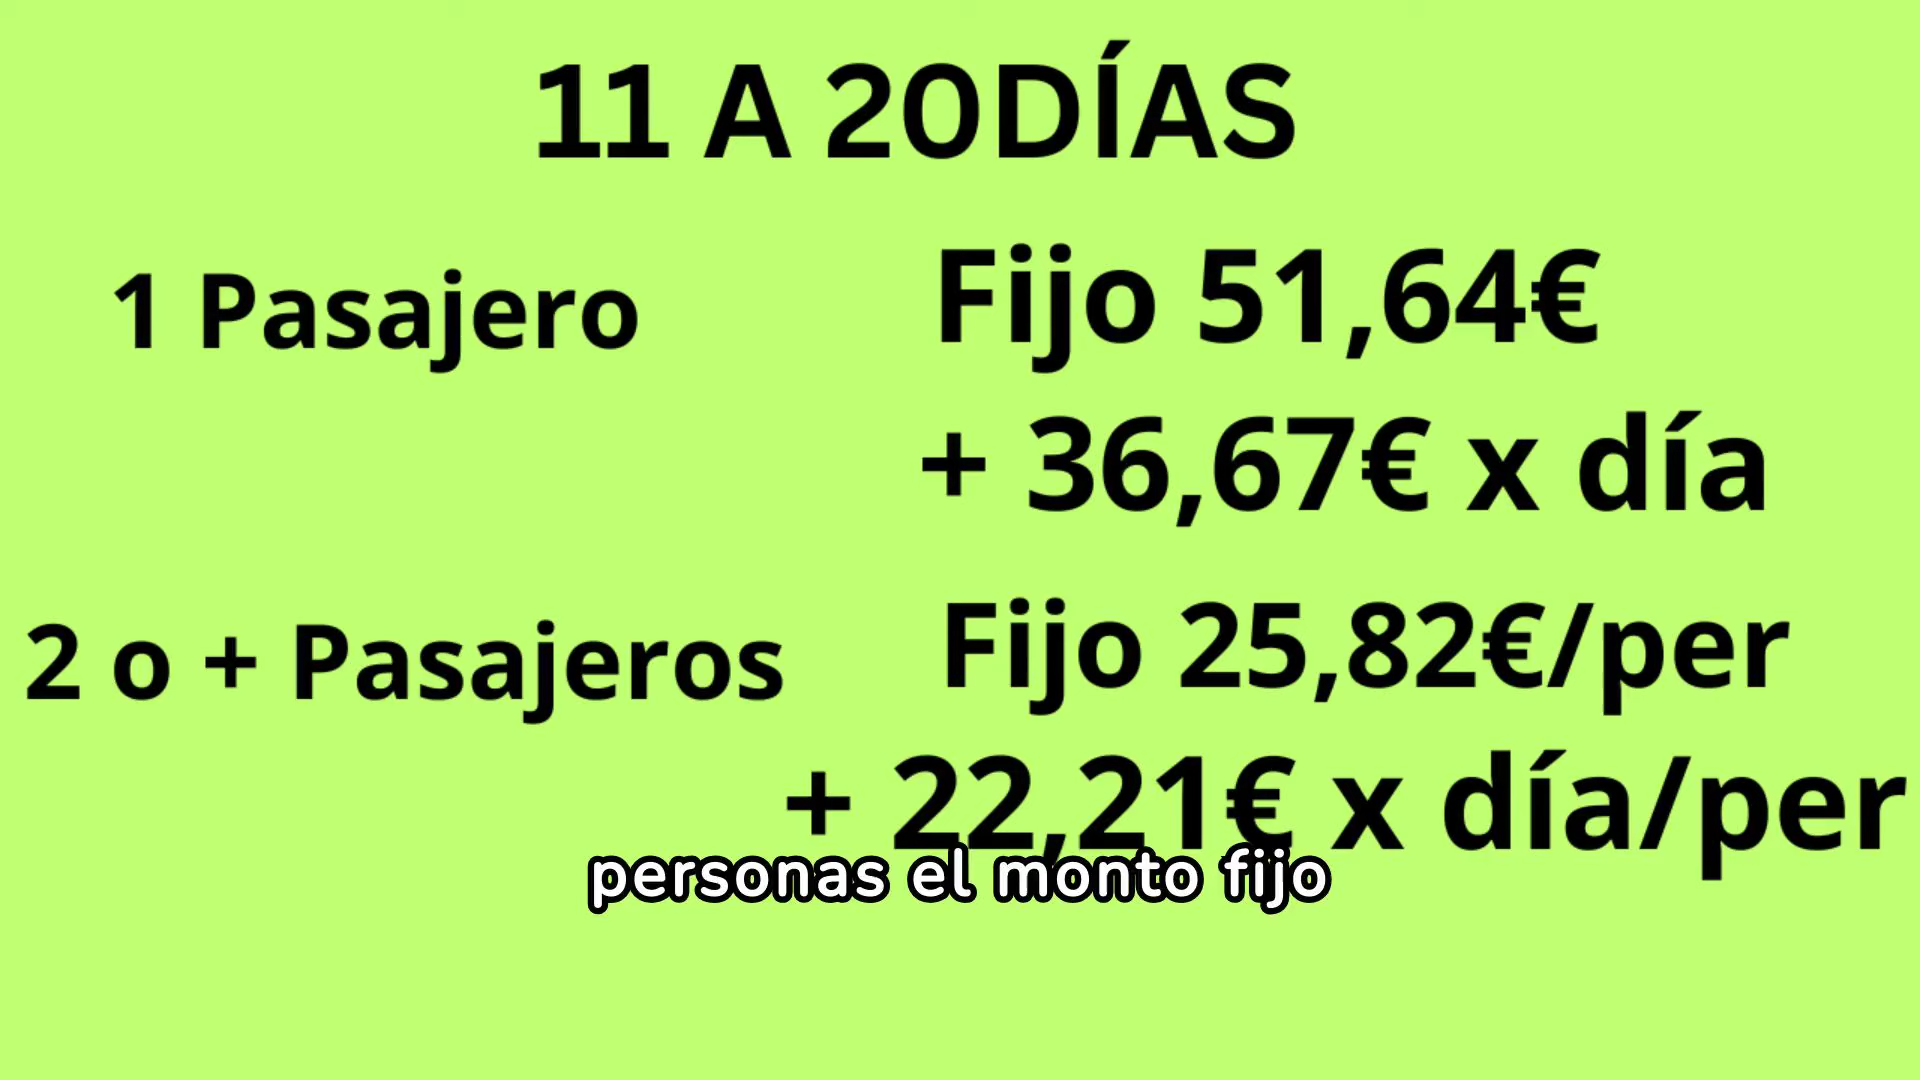 11 A 20DÍAS
1 Pasajero
Fijo 51,64€
+ 36,67€ x día
2 o + Pasajeros
Fijo 25,82€/per
+ 22,21€ x día/per
personas el monto fijo